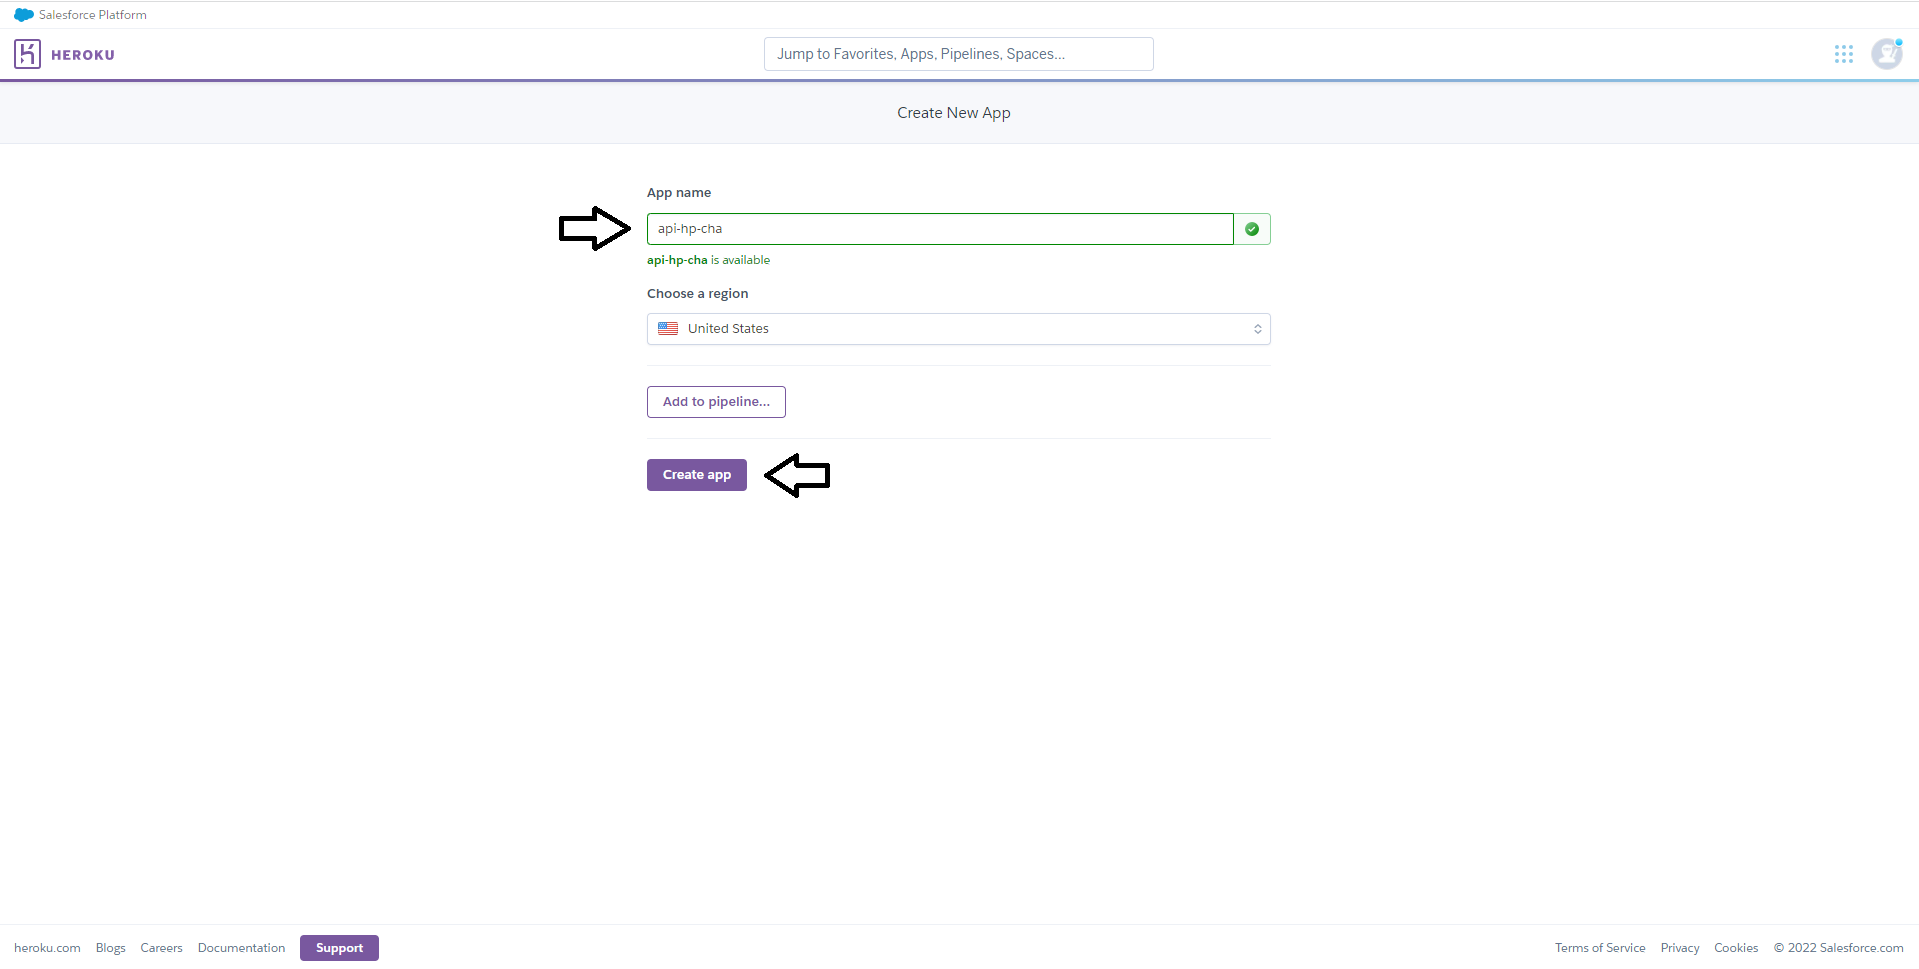 Salesforce Platform
HEROKU
Jump to Favorites, Apps, Pipelines, Spaces...
Create New App
App name
api-hp-cha
api-hp-cha is available
Choose a region
United States
Add to pipeline...
Create app
heroku.com Blogs Careers Documentation Support Terms of Service Privacy Cookies © 2022 Salesforce.com